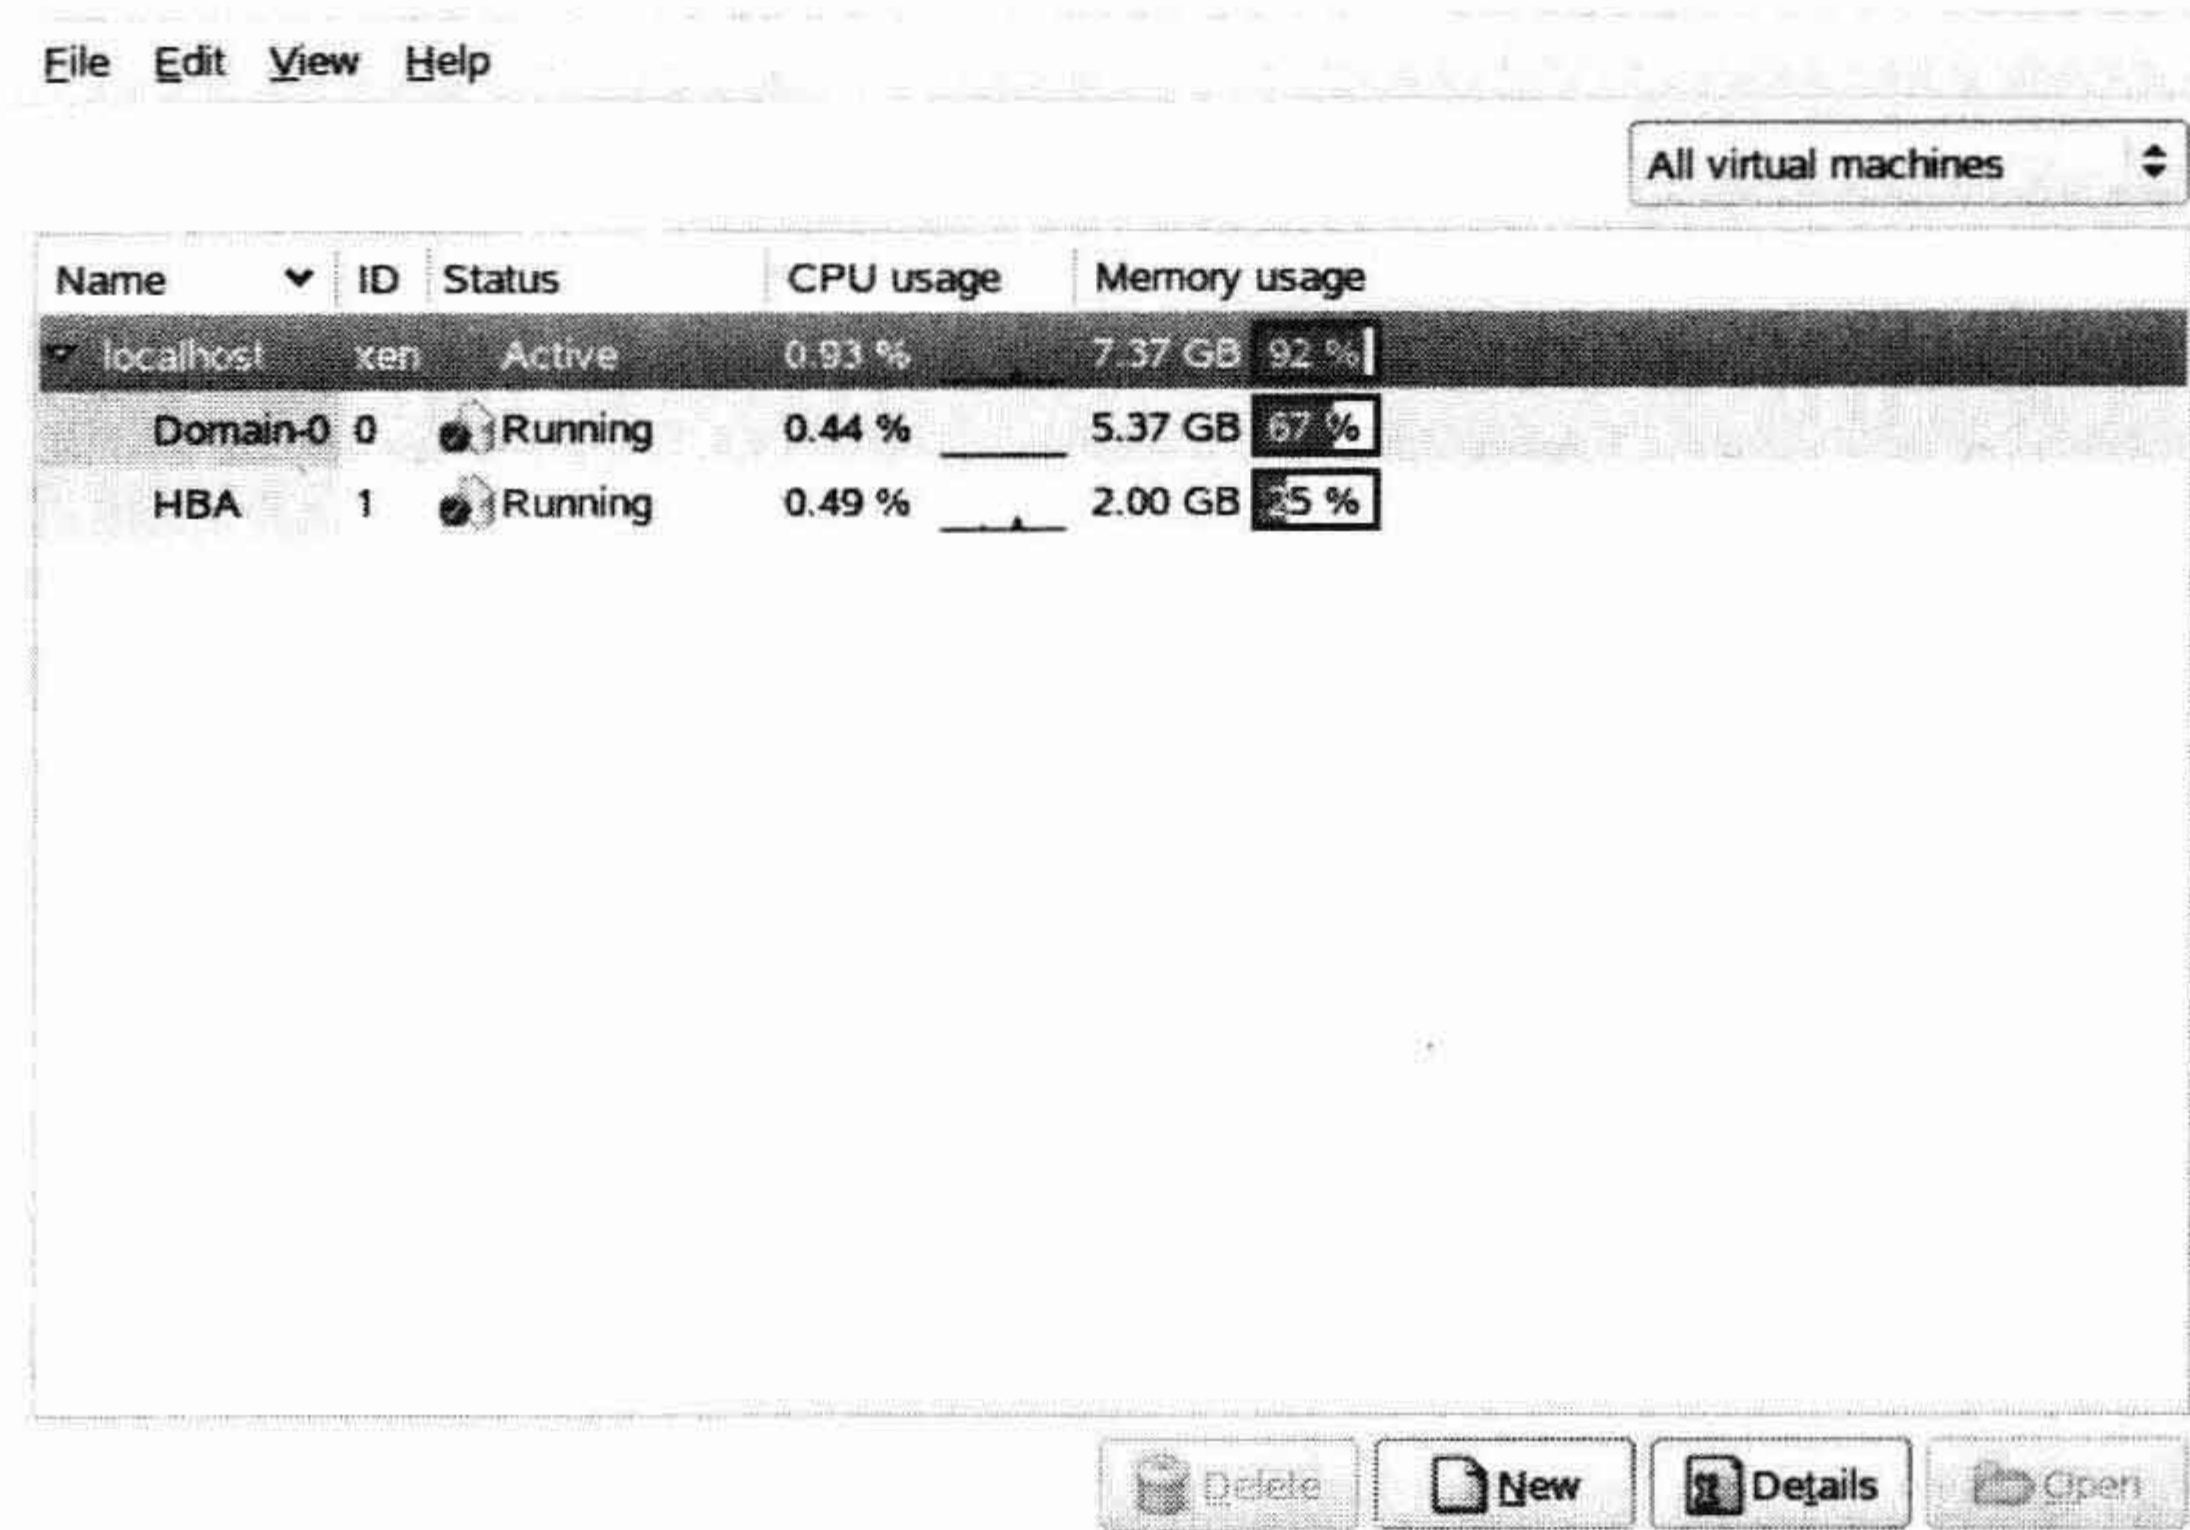 File Edit View Help
All virtual machines
Name ID Status CPU usage Memory usage
localhost xen Active 0.93 % 7.37 GB 92 %
Domain-0 0 Running 0.44 % 5.37 GB 67 %
HBA 1 Running 0.49 % 2.00 GB 25 %
Delete New Details Open